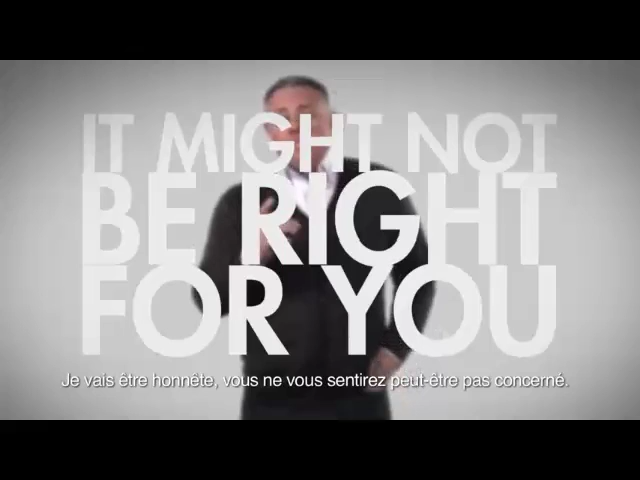 IT MIGHT NOT
BE RIGHT
FOR YOU
Je vais être honnête, vous ne vous sentirez peut-être pas concerné.